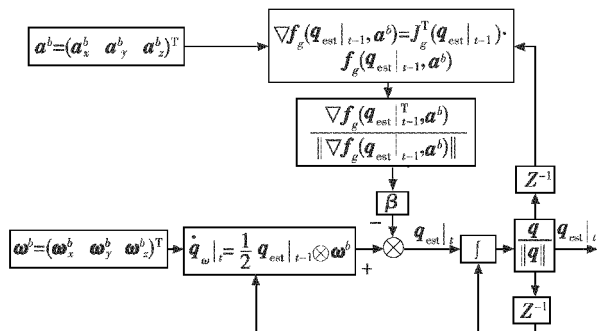 ∇f_g(q_est|_{t-1},a^b)=J_g^T(q_est|_{t-1})·
f_g(q_est|_{t-1},a^b)
a^b=(a_x^b a_y^b a_z^b)^T
∇f_g(q_est|_{t-1}^T,a^b)
‖∇f_g(q_est|_{t-1},a^b)‖
Z^{-1}
β
−
ω^b=(ω_x^b ω_y^b ω_z^b)^T
q̇_ω|_t=1/2 q_est|_{t-1}⊗ω^b
+
q_est|_t
∫
q
‖q‖
q_est|_t
Z^{-1}